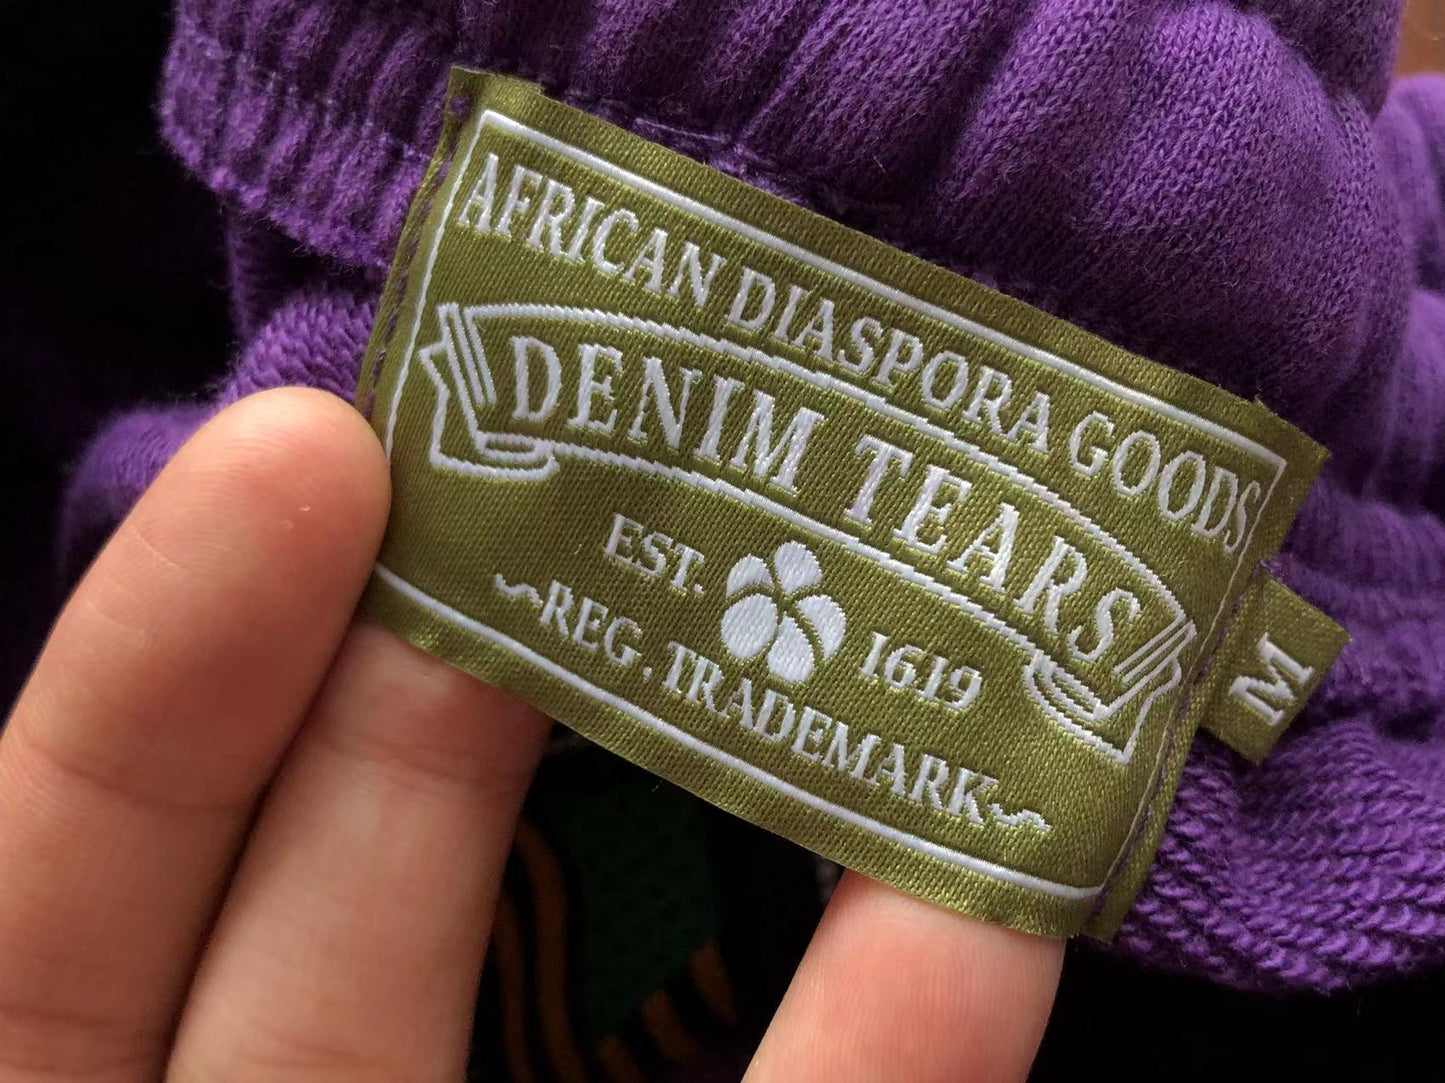 AFRICAN DIASPORA GOODS
DENIM TEARS
EST. 1619
REG. TRADEMARK
M